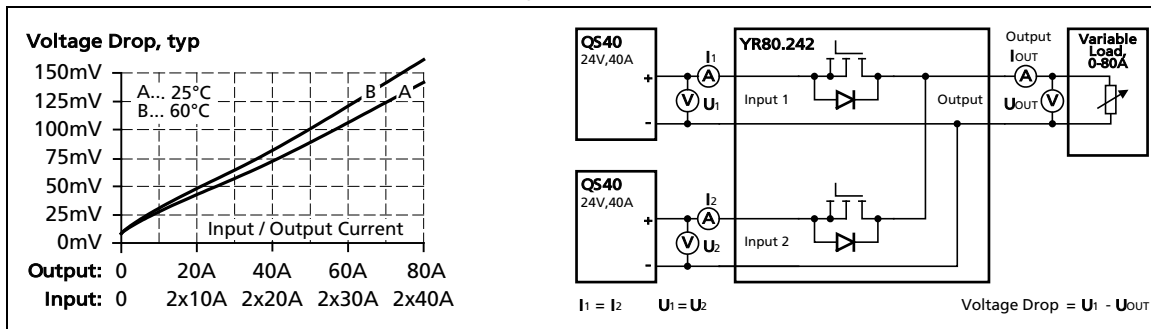 Voltage Drop, typ
150mV
125mV
100mV
75mV
50mV
25mV
0mV
A... 25°C
B... 60°C
B
A
Input / Output Current
Output: 0 20A 40A 60A 80A
Input: 0 2x10A 2x20A 2x30A 2x40A
QS40
24V,40A
+
-
I1
A
V
U1
YR80.242
Input 1
Output
Output
IOUT
A
UOUT
V
Variable
Load,
0-80A
QS40
24V,40A
+
-
I2
A
V
U2
Input 2
I1 = I2 U1 = U2
Voltage Drop = U1 - UOUT